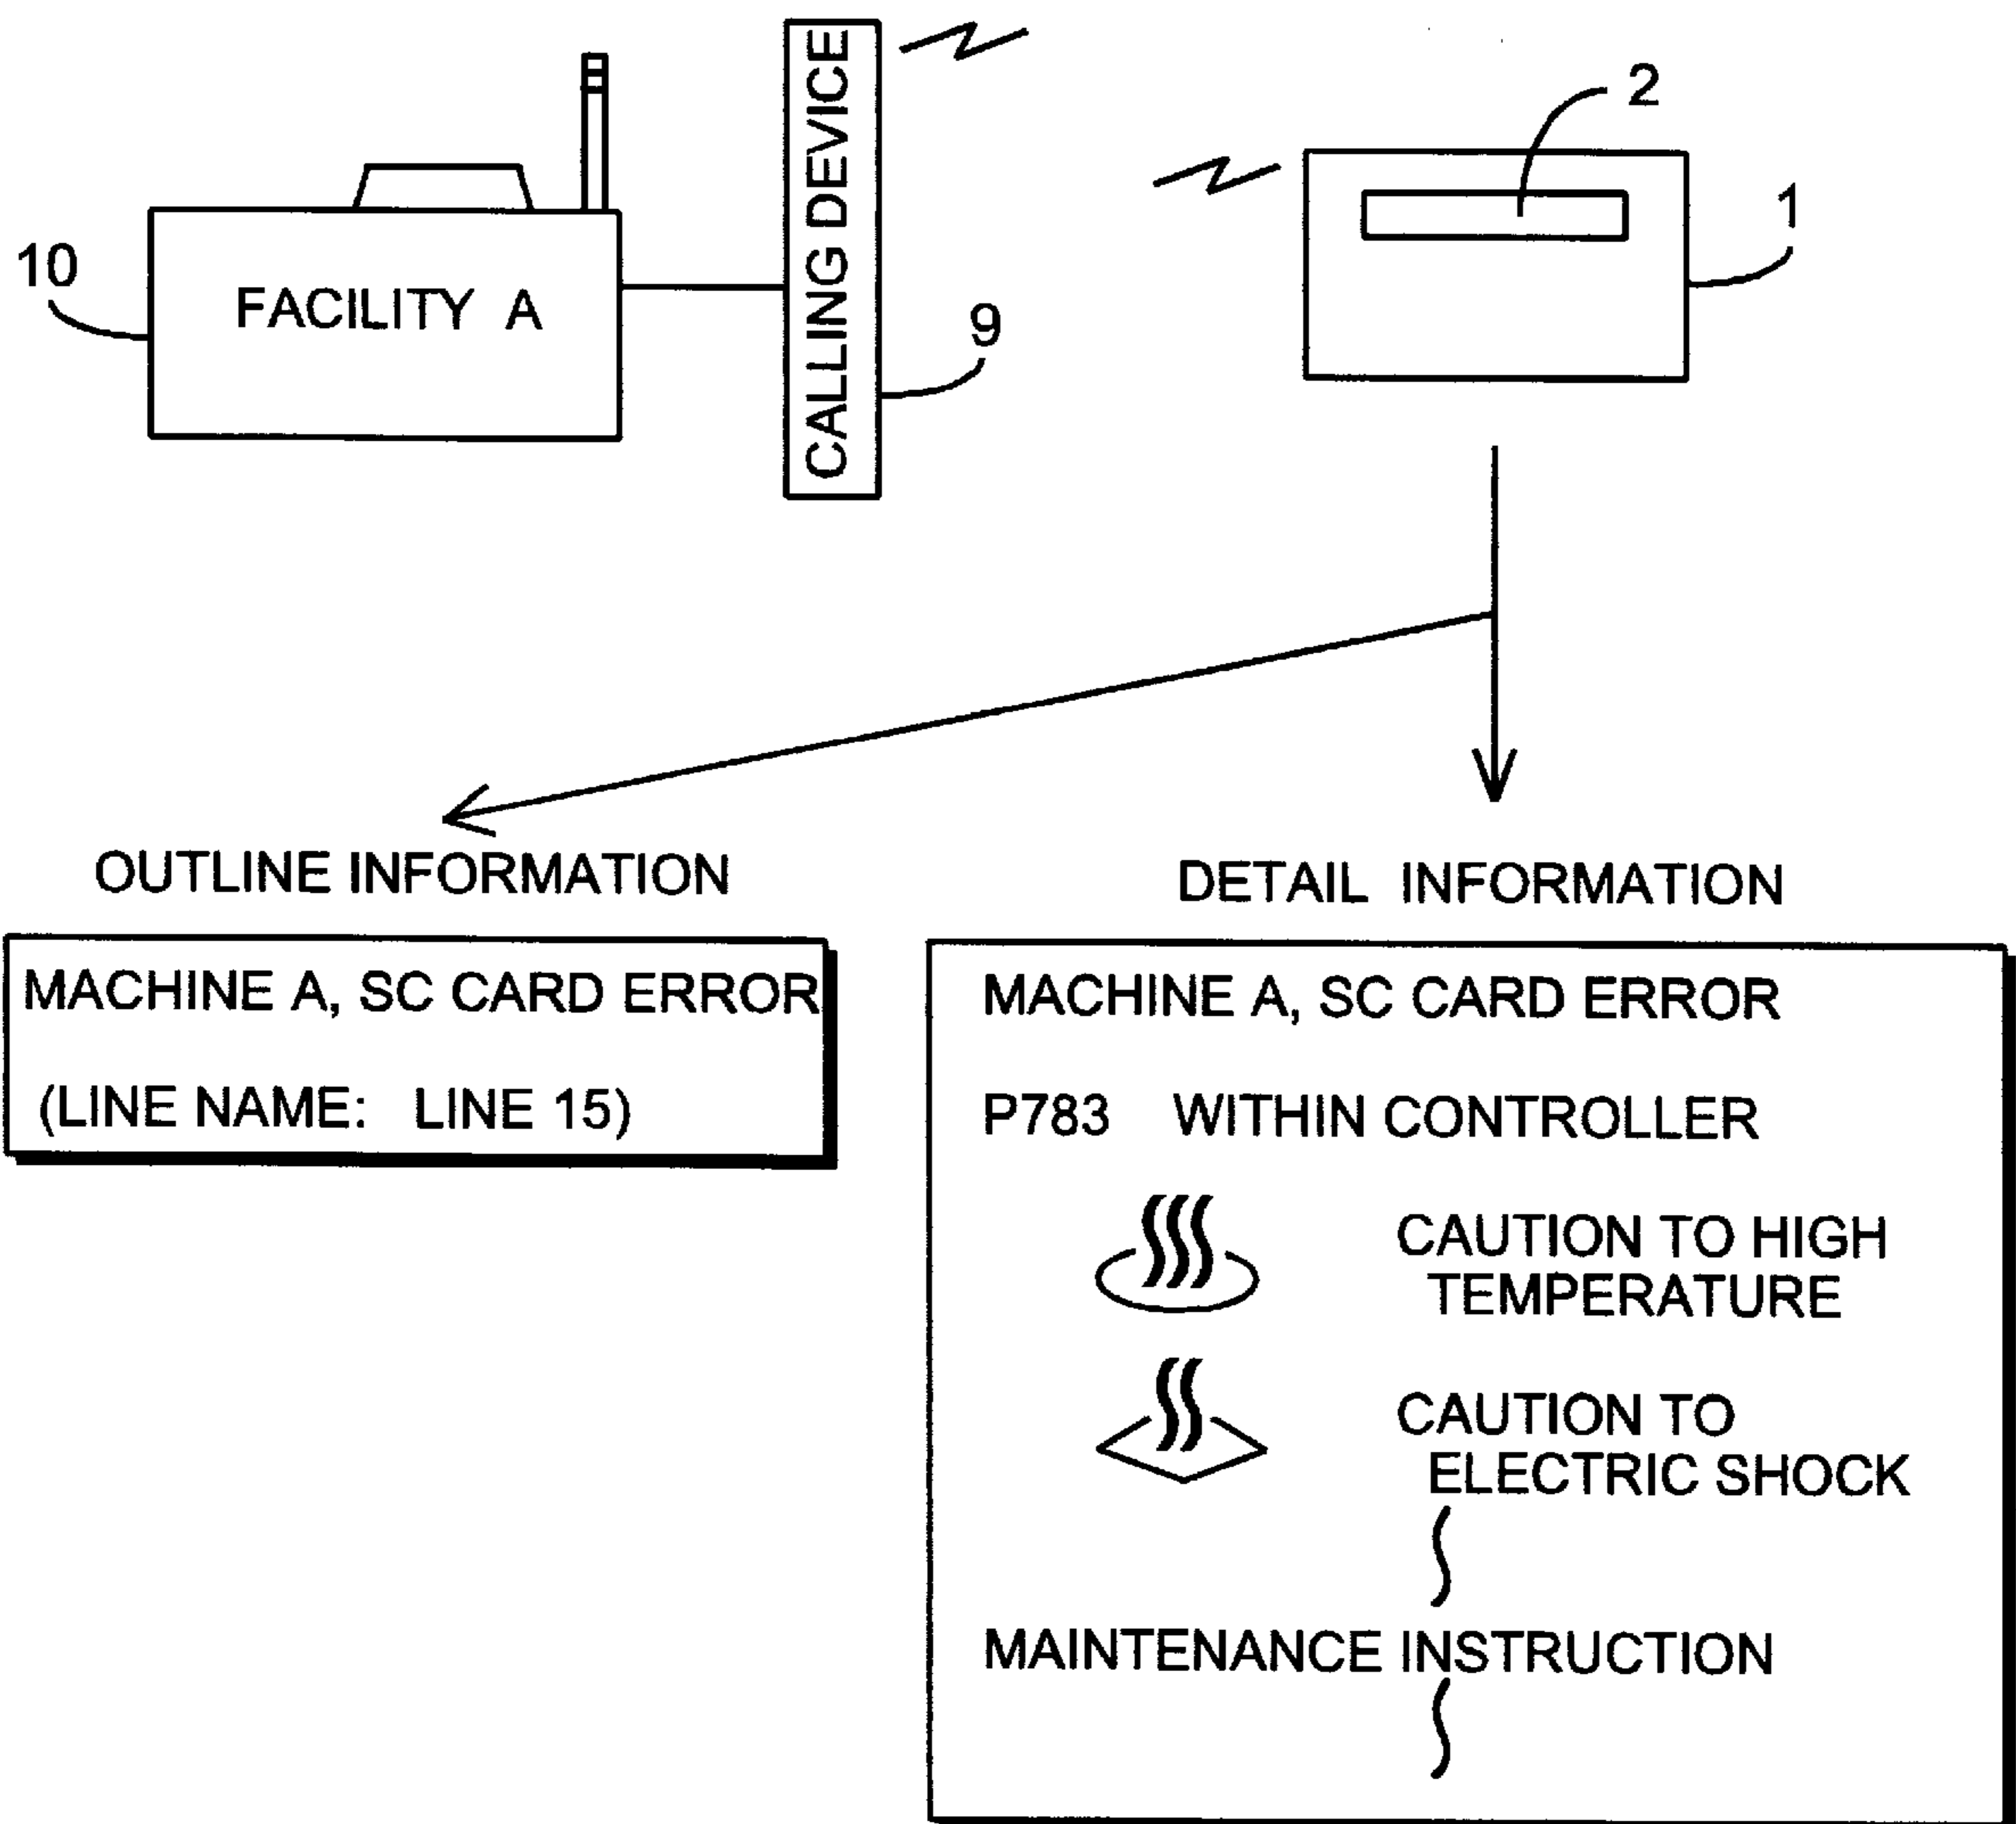 CALLING DEVICE
2
1
10
FACILITY A
9
OUTLINE INFORMATION
MACHINE A, SC CARD ERROR
(LINE NAME: LINE 15)
DETAIL INFORMATION
MACHINE A, SC CARD ERROR
P783 WITHIN CONTROLLER
CAUTION TO HIGH
TEMPERATURE
CAUTION TO
ELECTRIC SHOCK
MAINTENANCE INSTRUCTION